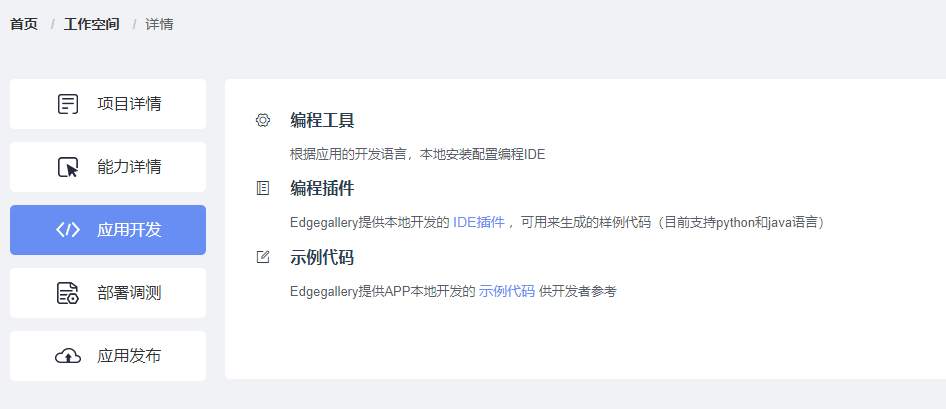 首页 / 工作空间 / 详情
项目详情
能力详情
应用开发
部署调测
应用发布
编程工具
根据应用的开发语言，本地安装配置编程IDE
编程插件
Edgegallery提供本地开发的 IDE插件 ，可用来生成的样例代码（目前支持python和java语言）
示例代码
Edgegallery提供APP本地开发的 示例代码 供开发者参考